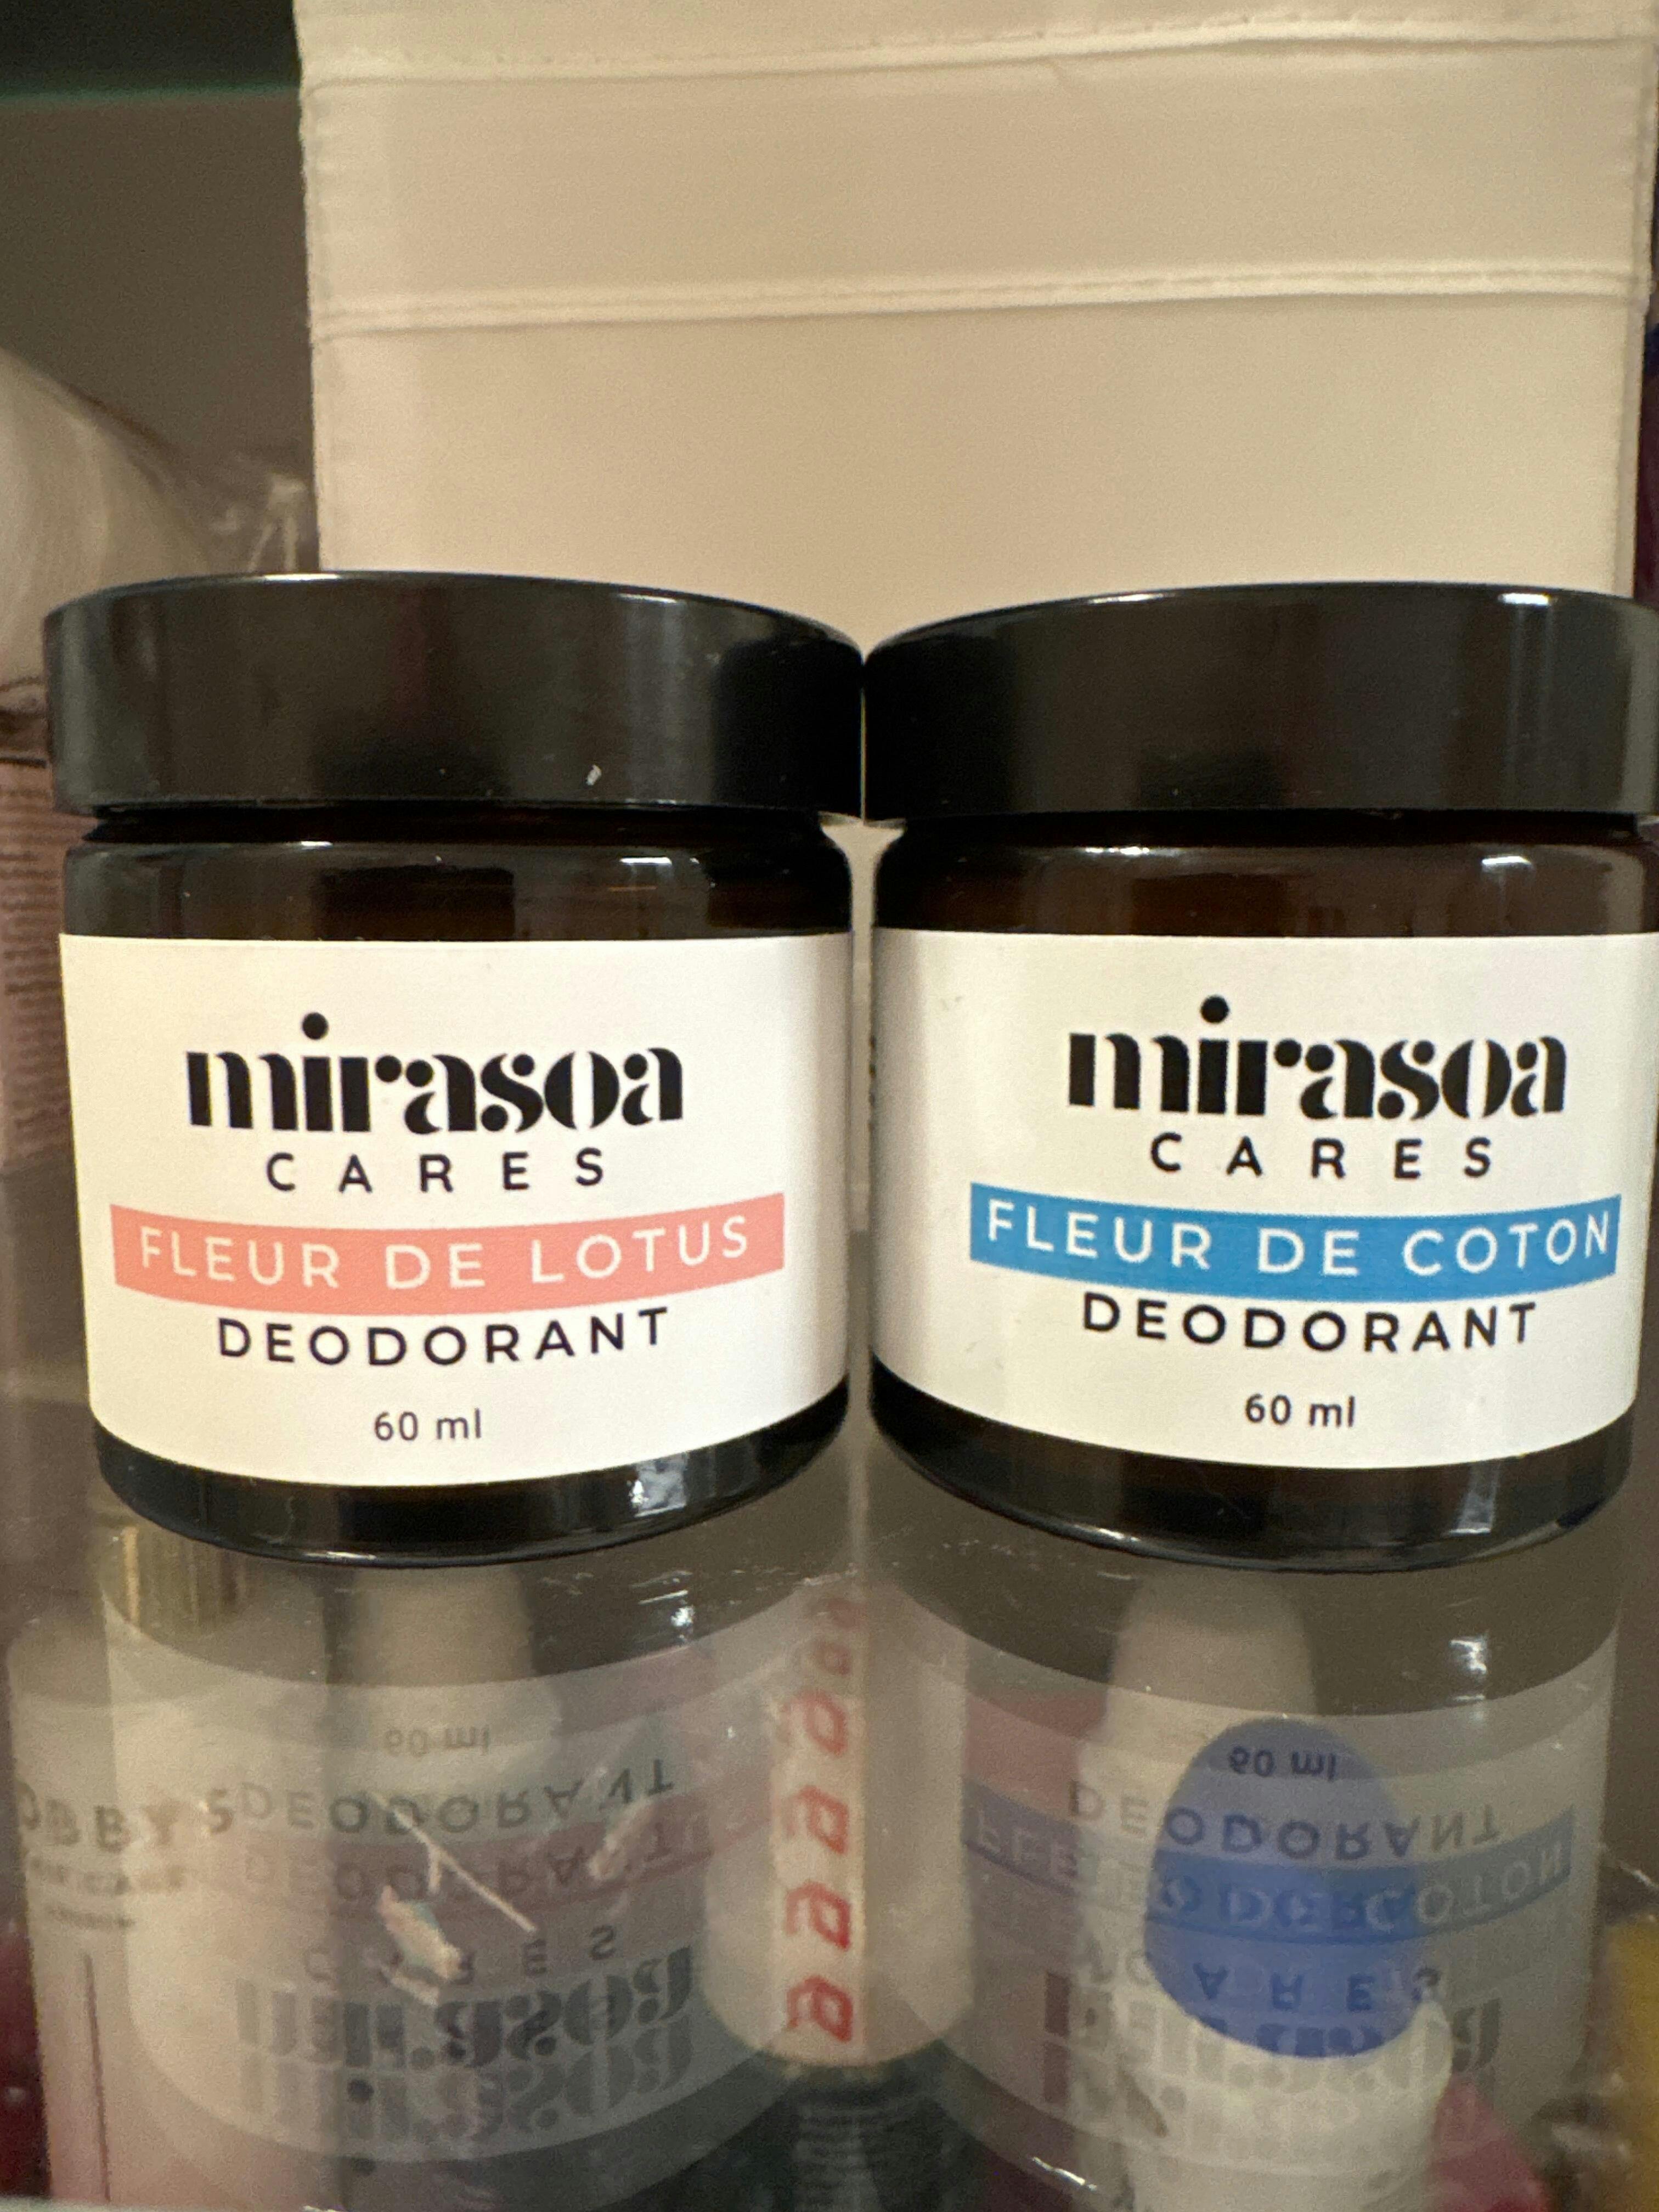 mirasoa
CARES
FLEUR DE LOTUS
DEODORANT
60 ml
mirasoa
CARES
FLEUR DE COTON
DEODORANT
60 ml